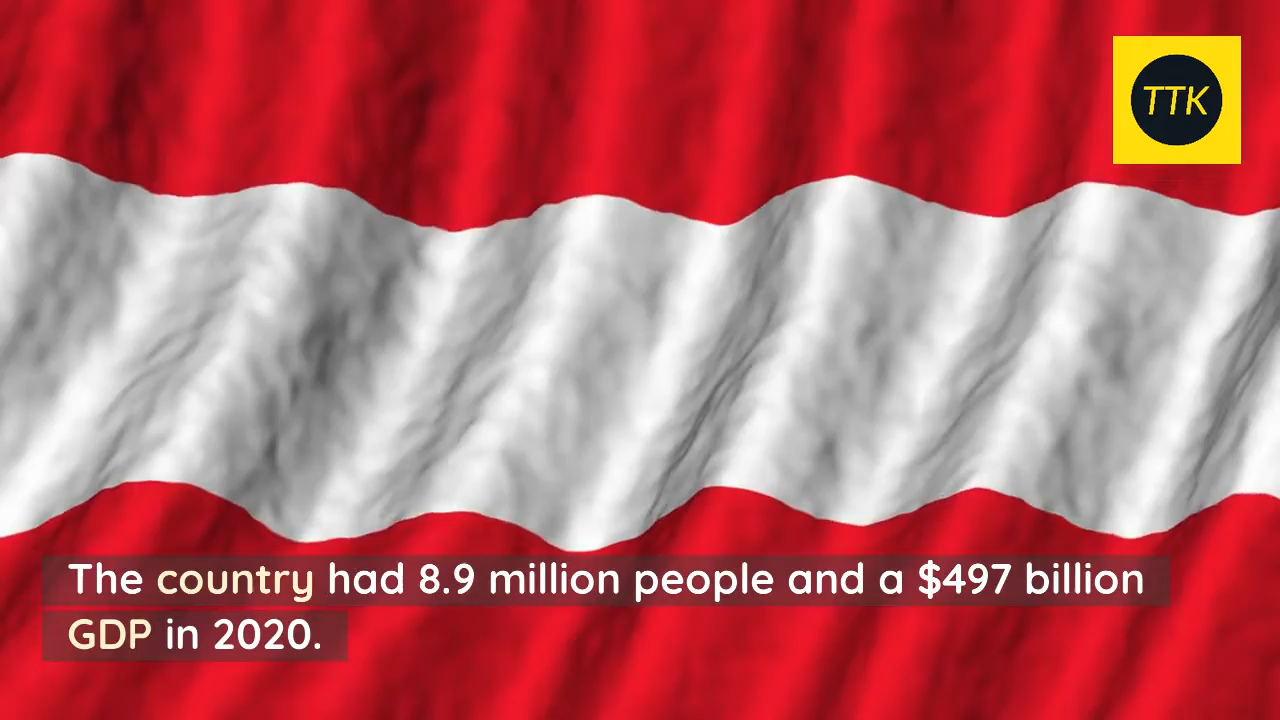 TTK
The country had 8.9 million people and a $497 billion
GDP in 2020.